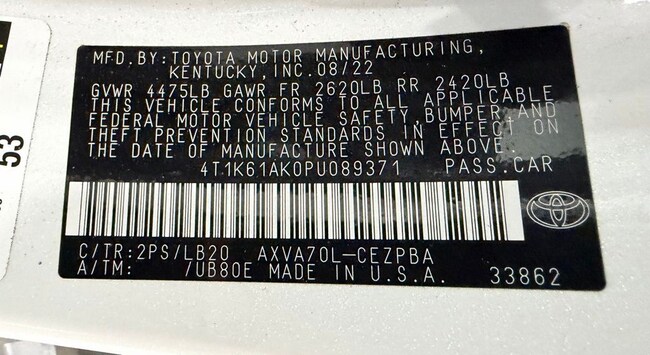 MFD.BY:TOYOTA MOTOR MANUFACTURING,
KENTUCKY,INC.08/22
GVWR 4475LB GAWR FR 2620LB RR 2420LB
THIS VEHICLE CONFORMS TO ALL APPLICABLE
FEDERAL MOTOR VEHICLE SAFETY,BUMPER,AND
THEFT PREVENTION STANDARDS IN EFFECT ON
THE DATE OF MANUFACTURE SHOWN ABOVE.
4T1K61AK0PU089371 PASS.CAR
C/TR:2PS/LB20 AXVA70L-CEZPBA
A/TM: /UB80E MADE IN U.S.A. 33862
53